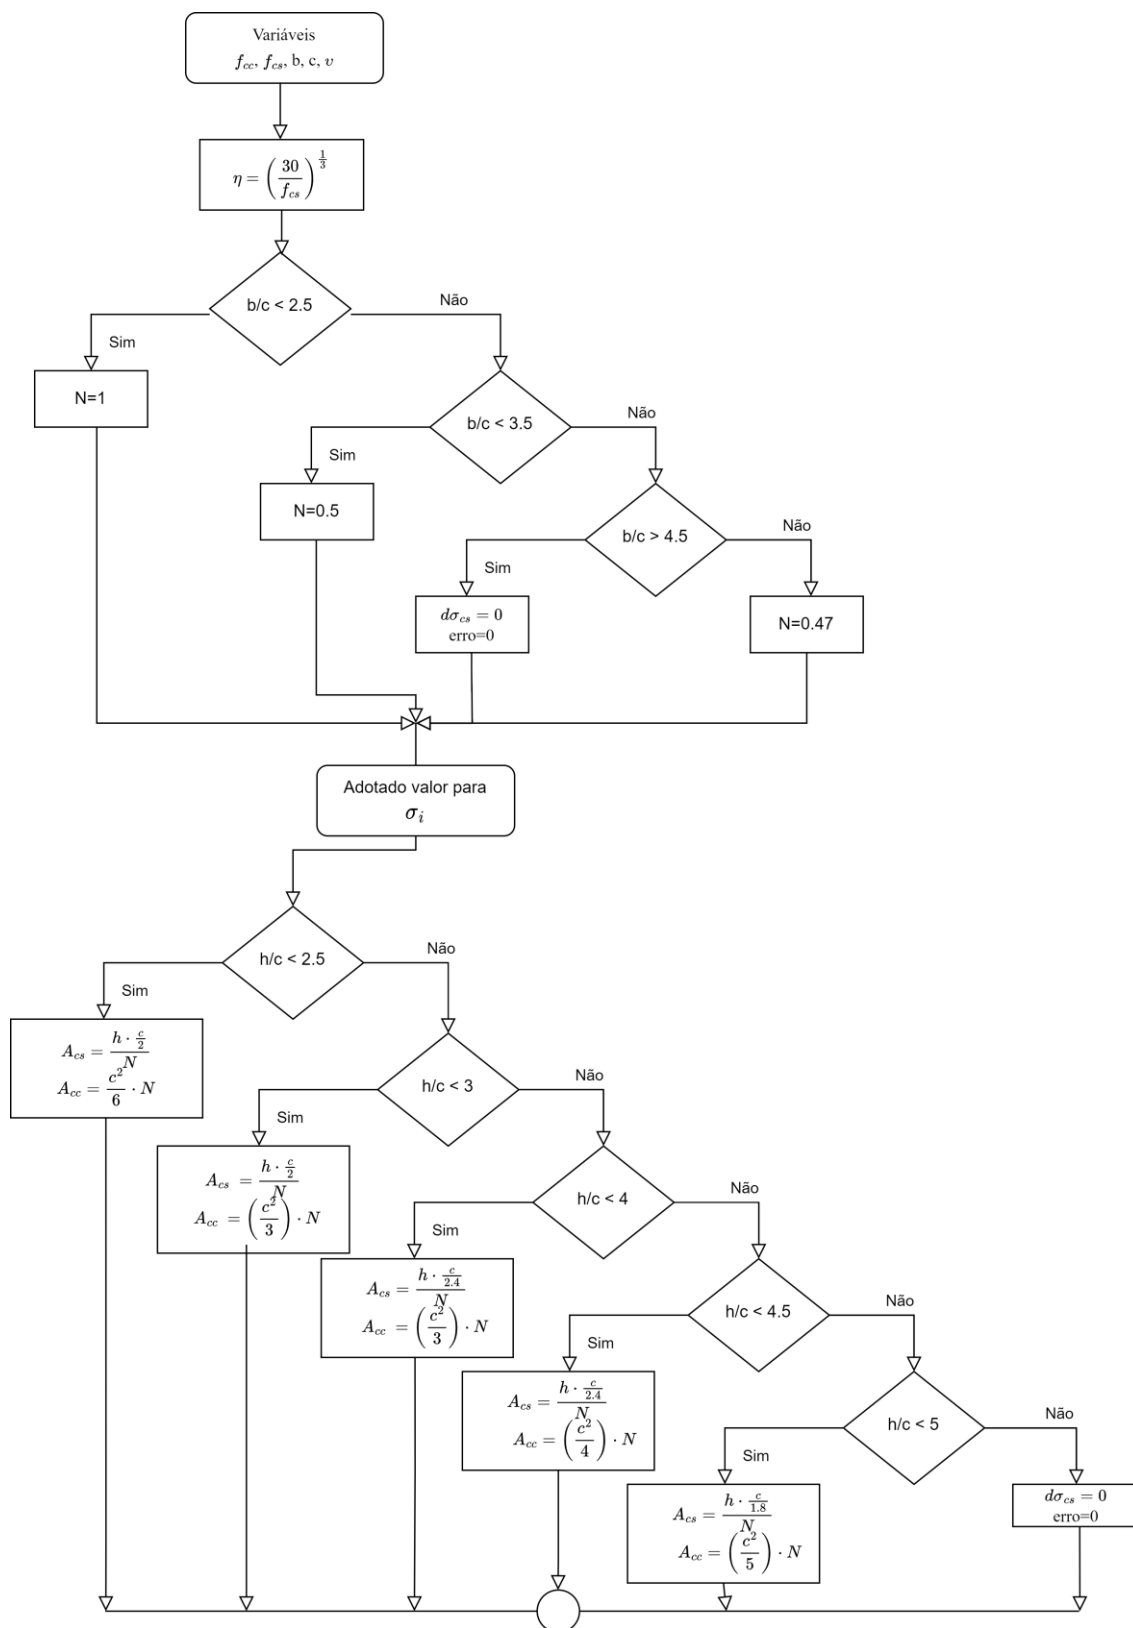 Variáveis
f_cc, f_cs, b, c, υ
η = (30/f_cs)^(1/3)
b/c < 2.5
Não
Sim
N=1
b/c < 3.5
Não
Sim
N=0.5
b/c > 4.5
Não
Sim
dσ_cs = 0
erro=0
N=0.47
Adotado valor para
σ_i
h/c < 2.5
Não
Sim
A_cs = (h · c/2)/N
A_cc = c²/6 · N
h/c < 3
Não
Sim
A_cs = (h · c/2)/N
A_cc = (c²/3) · N
h/c < 4
Não
Sim
A_cs = (h · c/2.4)/N
A_cc = (c²/3) · N
h/c < 4.5
Não
Sim
A_cs = (h · c/2.4)/N
A_cc = (c²/4) · N
h/c < 5
Não
Sim
A_cs = (h · c/1.8)/N
A_cc = (c²/5) · N
dσ_cs = 0
erro=0